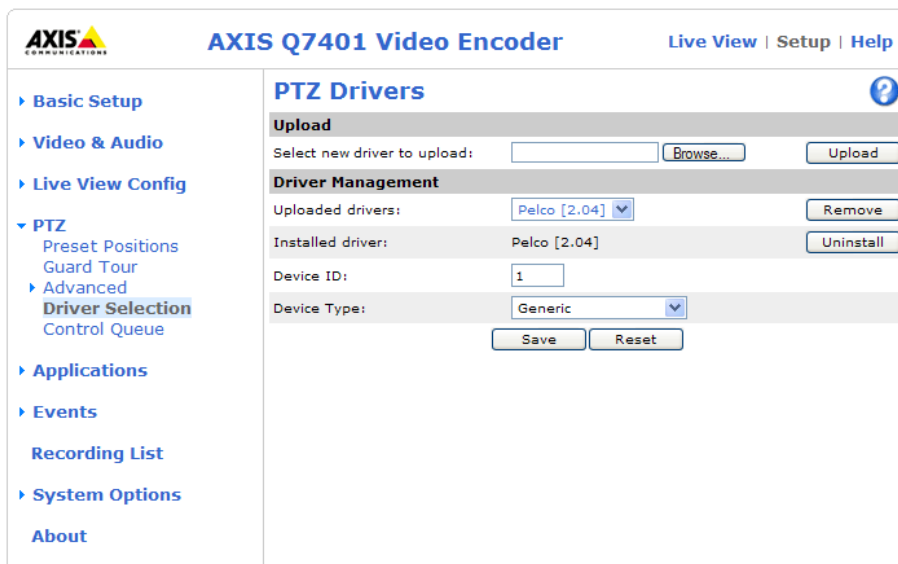 AXIS
COMMUNICATIONS
AXIS Q7401 Video Encoder
Live View | Setup | Help
Basic Setup
Video & Audio
Live View Config
PTZ
Preset Positions
Guard Tour
Advanced
Driver Selection
Control Queue
Applications
Events
Recording List
System Options
About
PTZ Drivers
?
Upload
Select new driver to upload: Browse... Upload
Driver Management
Uploaded drivers: Pelco [2.04] Remove
Installed driver: Pelco [2.04] Uninstall
Device ID: 1
Device Type: Generic
Save Reset